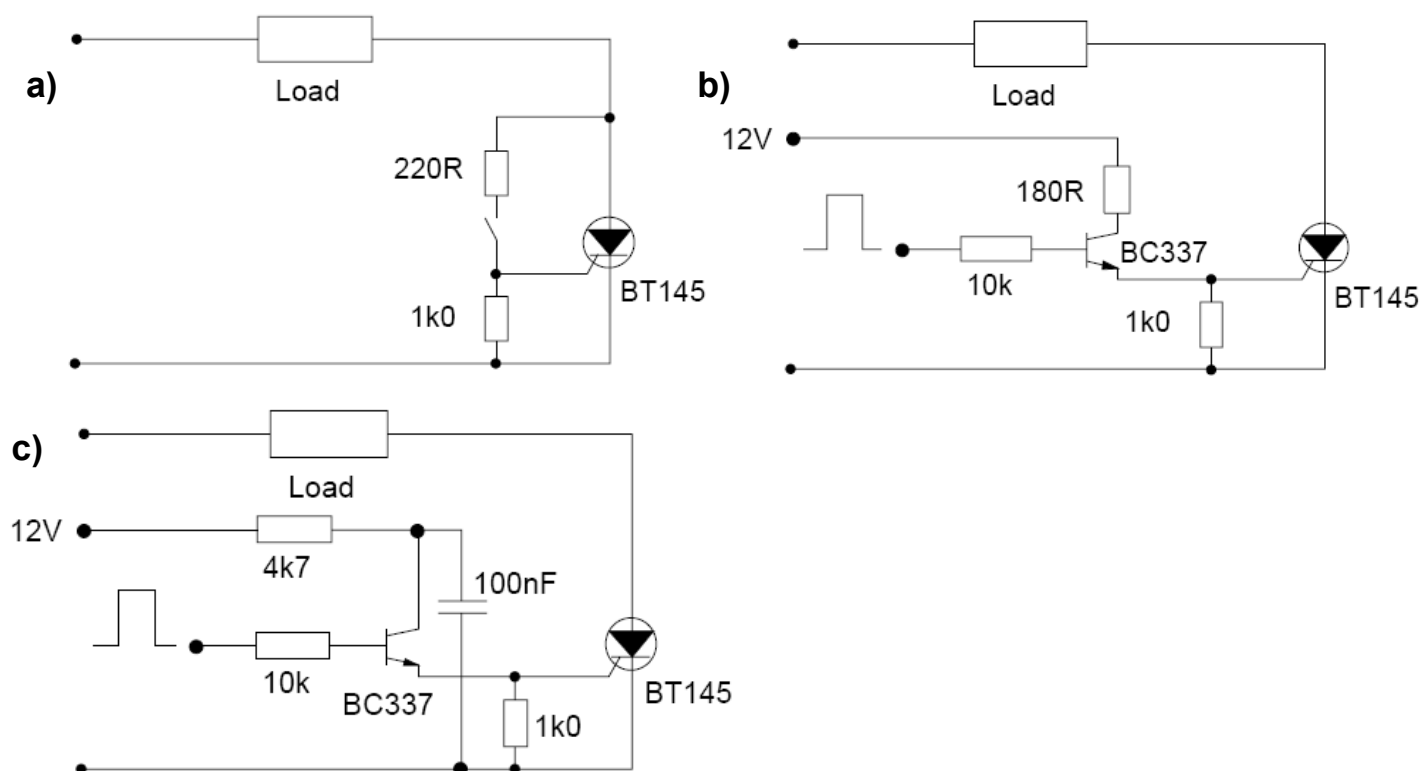 a)
Load
220R
1k0
BT145
b)
Load
12V
180R
BC337
10k
1k0
BT145
c)
Load
12V
4k7
100nF
10k
BC337
1k0
BT145